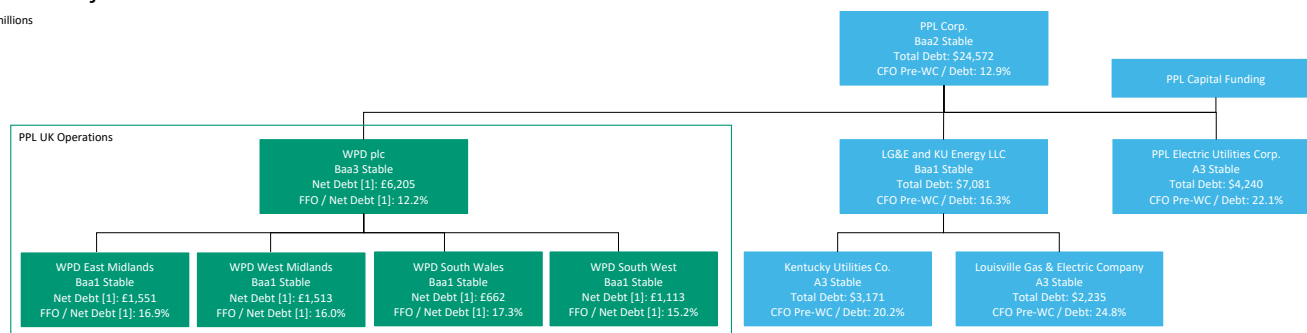 millions
PPL Corp.
Baa2 Stable
Total Debt: $24,572
CFO Pre-WC / Debt: 12.9%
PPL Capital Funding
PPL UK Operations
WPD plc
Baa3 Stable
Net Debt [1]: £6,205
FFO / Net Debt [1]: 12.2%
LG&E and KU Energy LLC
Baa1 Stable
Total Debt: $7,081
CFO Pre-WC / Debt: 16.3%
PPL Electric Utilities Corp.
A3 Stable
Total Debt: $4,240
CFO Pre-WC / Debt: 22.1%
WPD East Midlands
Baa1 Stable
Net Debt [1]: £1,551
FFO / Net Debt [1]: 16.9%
WPD West Midlands
Baa1 Stable
Net Debt [1]: £1,513
FFO / Net Debt [1]: 16.0%
WPD South Wales
Baa1 Stable
Net Debt [1]: £662
FFO / Net Debt [1]: 17.3%
WPD South West
Baa1 Stable
Net Debt [1]: £1,113
FFO / Net Debt [1]: 15.2%
Kentucky Utilities Co.
A3 Stable
Total Debt: $3,171
CFO Pre-WC / Debt: 20.2%
Louisville Gas & Electric Company
A3 Stable
Total Debt: $2,235
CFO Pre-WC / Debt: 24.8%